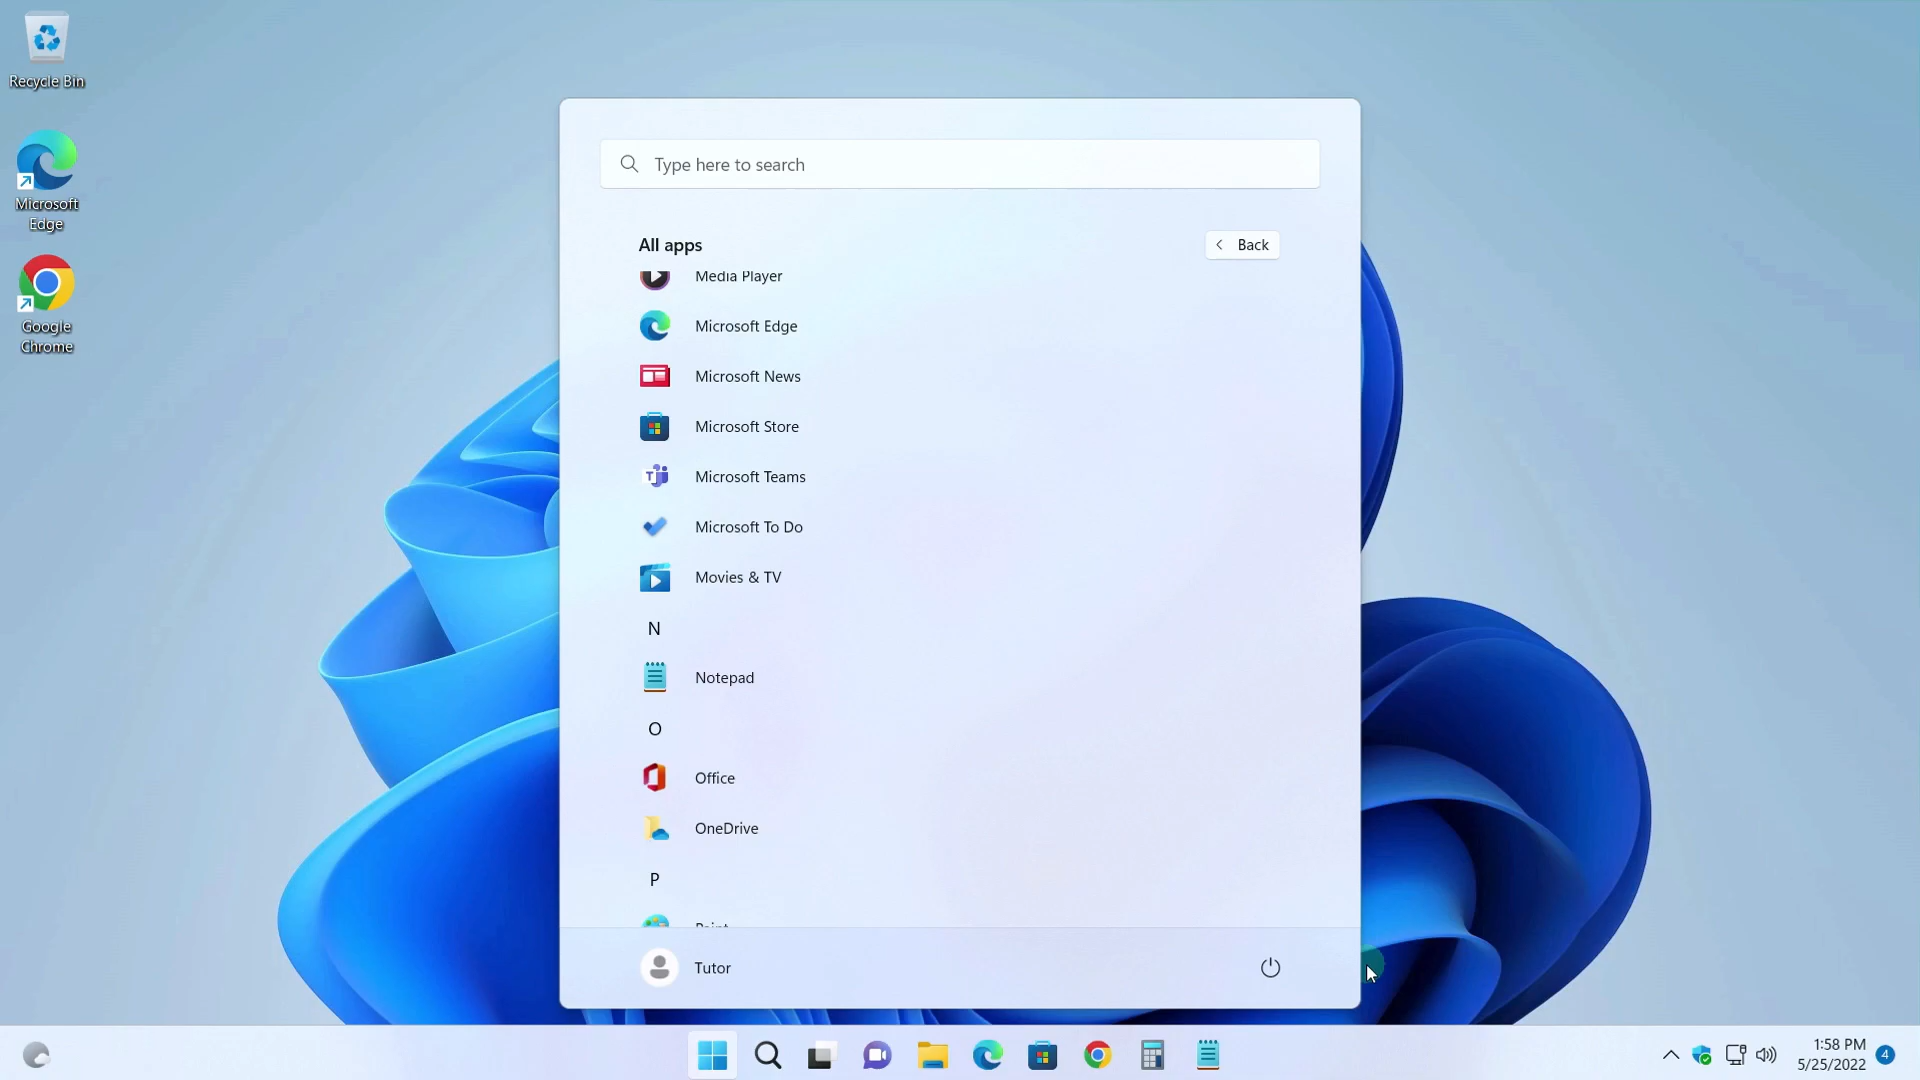 Recycle Bin
Microsoft
Edge
Google
Chrome
Type here to search
All apps
Back
Media Player
Microsoft Edge
Microsoft News
Microsoft Store
Microsoft Teams
Microsoft To Do
Movies & TV
N
Notepad
O
Office
OneDrive
P
Paint
Tutor
1:58 PM
5/25/2022
4